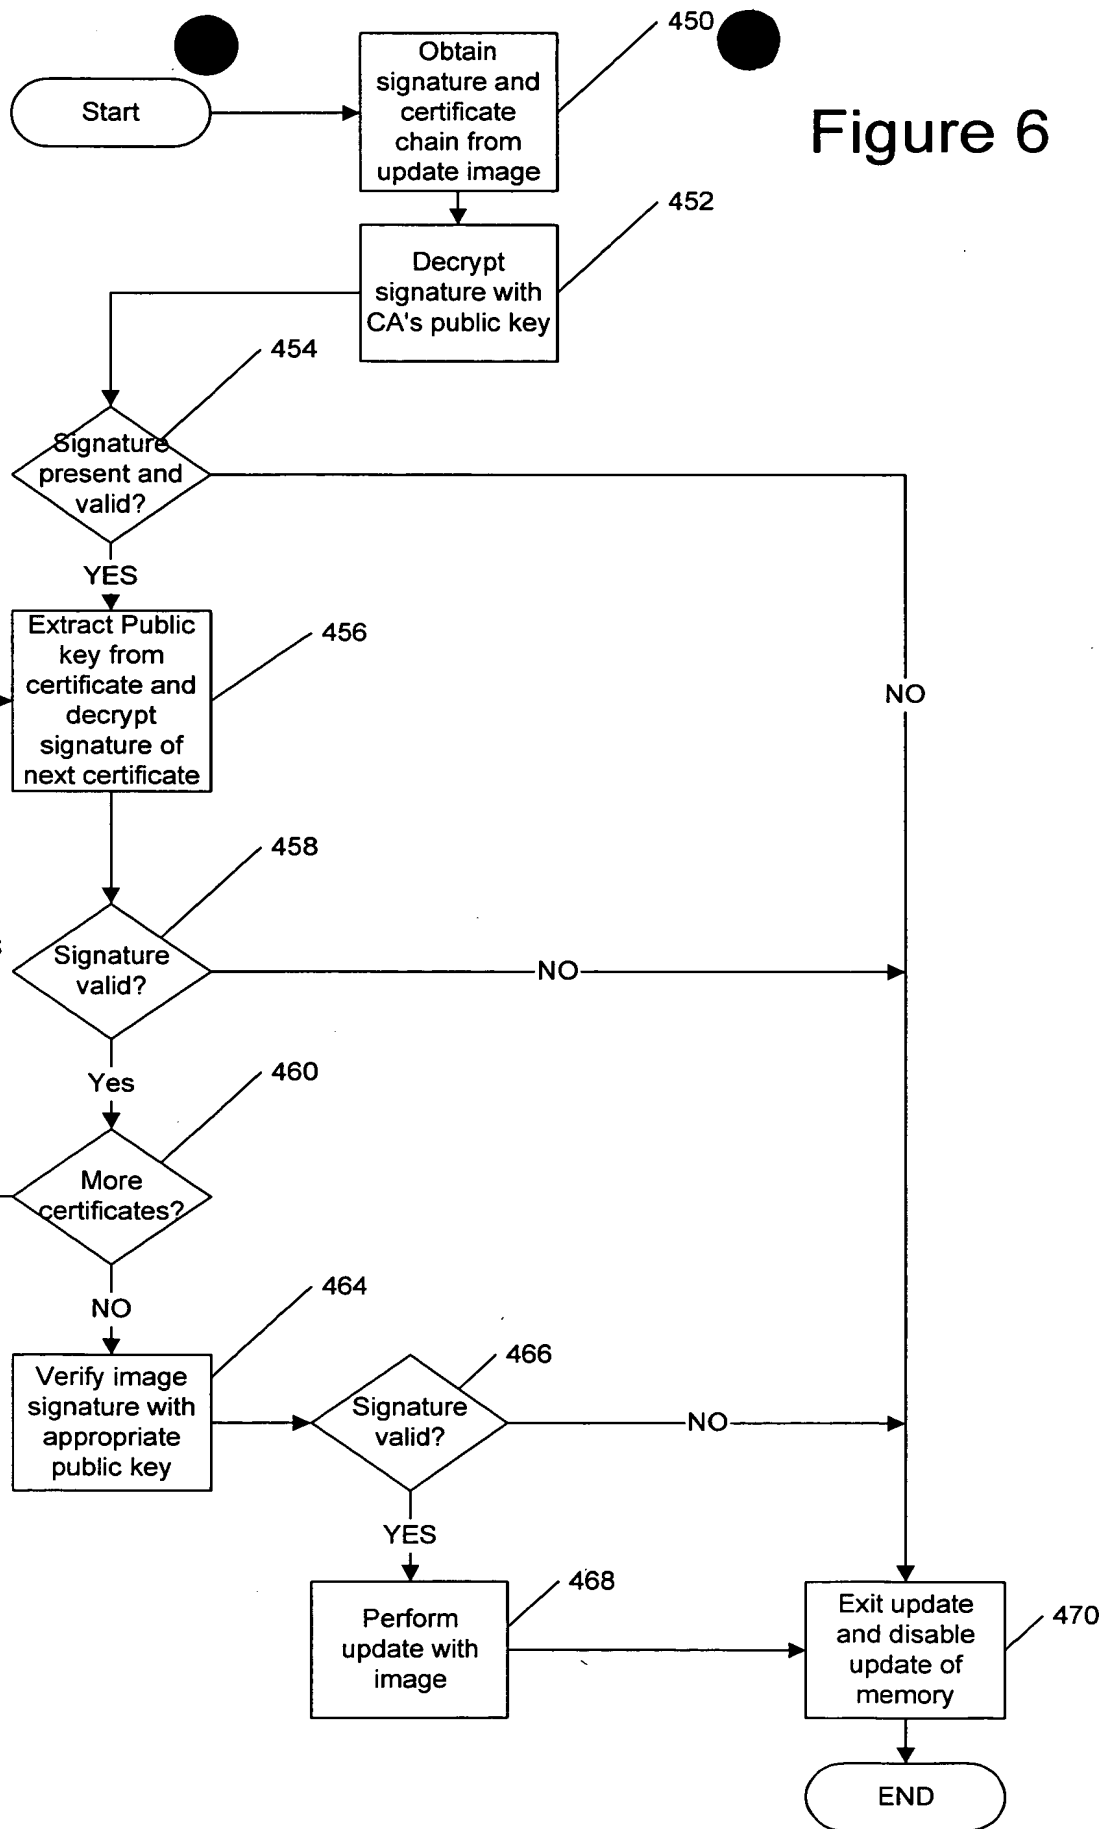 450
Obtain
signature and
certificate
chain from
update image
Start
Figure 6
452
Decrypt
signature with
CA's public key
454
Signature
present and
valid?
YES
Extract Public
key from
certificate and
decrypt
signature of
next certificate
456
NO
458
Signature
valid?
NO
Yes
460
More
certificates?
NO
464
Verify image
signature with
appropriate
public key
466
Signature
valid?
NO
YES
468
Perform
update with
image
Exit update
and disable
update of
memory
470
END